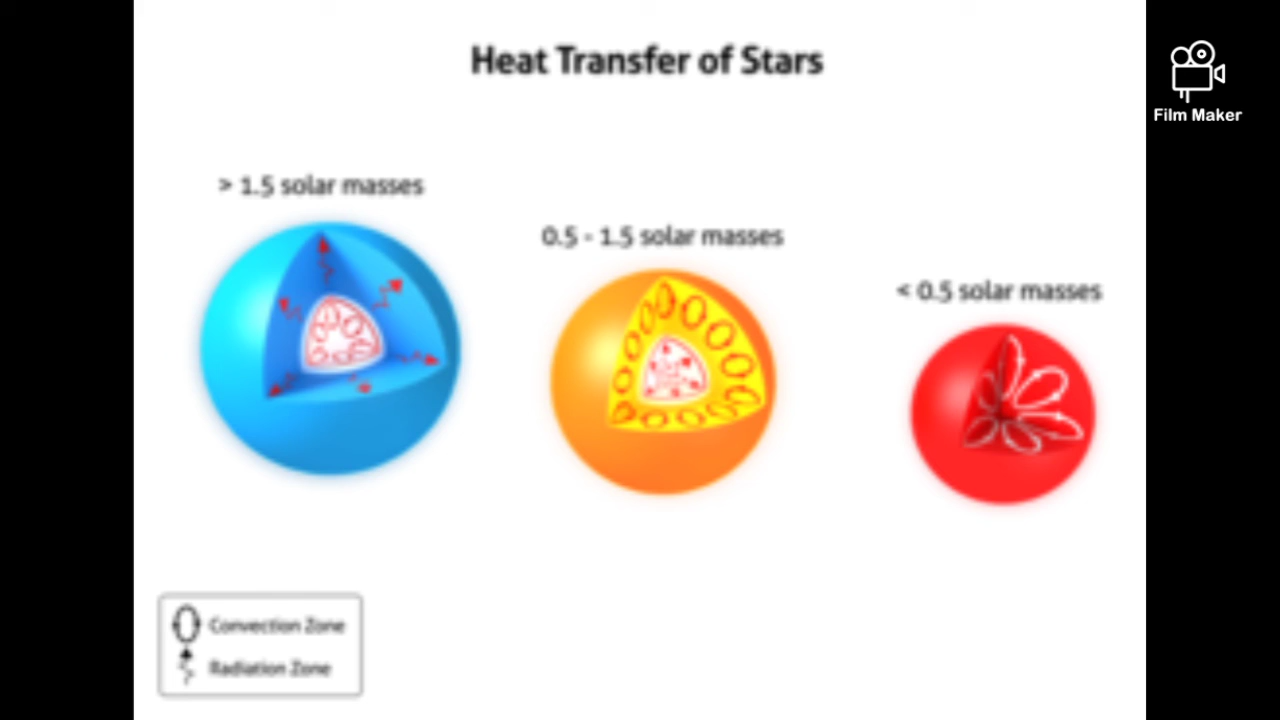 Heat Transfer of Stars
Film Maker
> 1.5 solar masses
0.5 - 1.5 solar masses
< 0.5 solar masses
Convection Zone
Radiation Zone